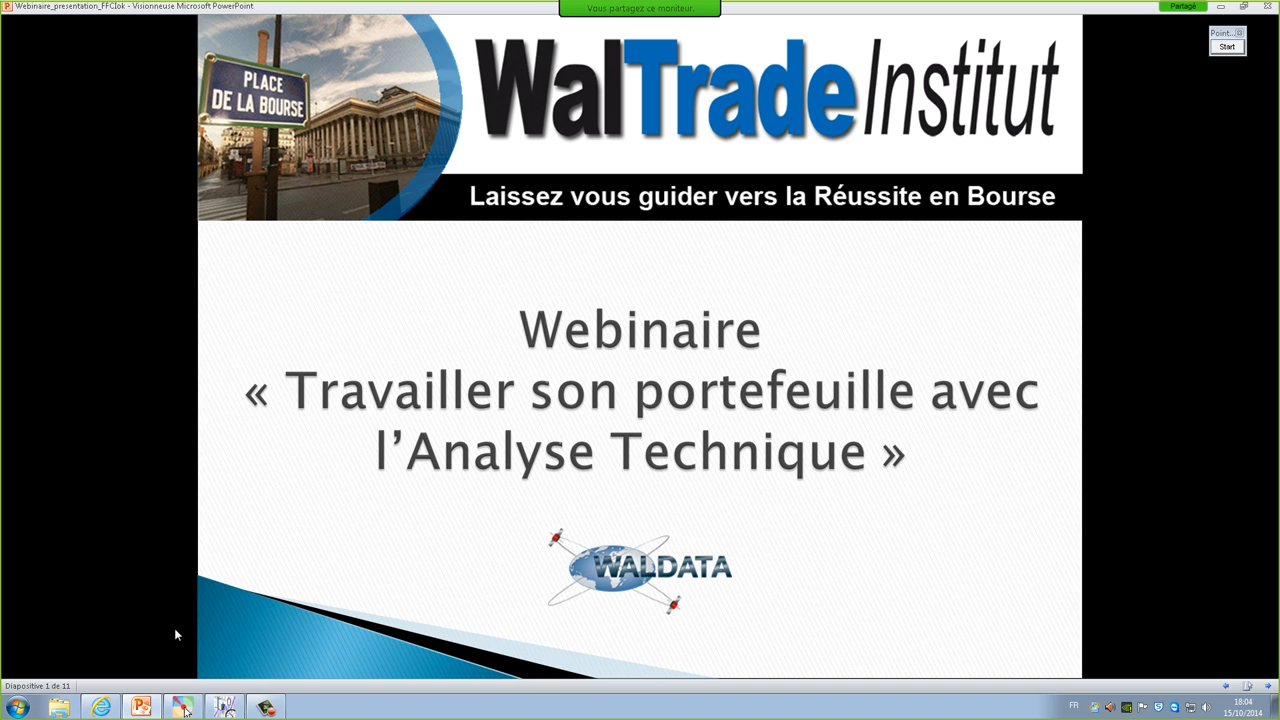 Webinaire_presentation_FFCIok - Visionneuse Microsoft PowerPoint
Vous partagez ce moniteur.
Partagé
Point...
Start
PLACE
DE LA BOURSE
WalTradeInstitut
Laissez vous guider vers la Réussite en Bourse
Webinaire
« Travailler son portefeuille avec
l’Analyse Technique »
WALDATA
Diapositive 1 de 11
FR
18:04
15/10/2014